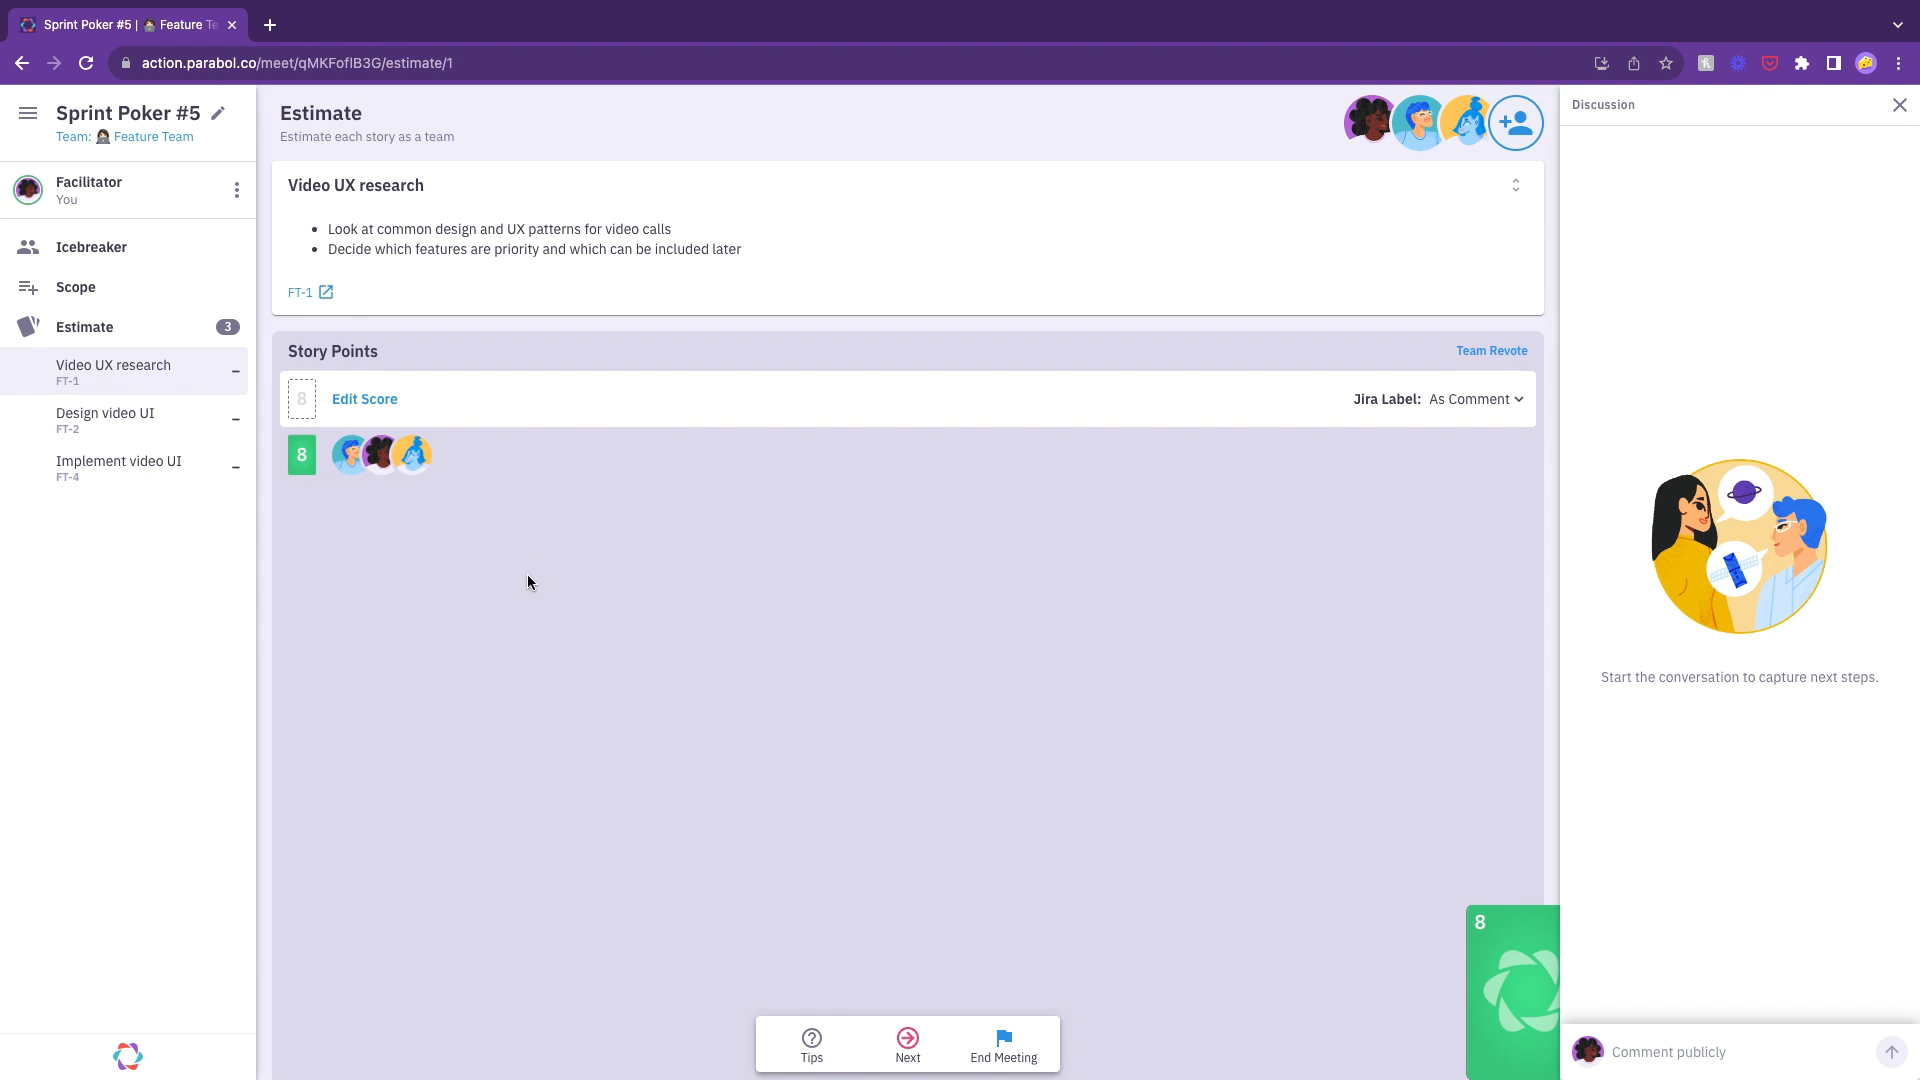 Sprint Poker #5 | Feature Te
action.parabol.co/meet/qMKFofIB3G/estimate/1
Sprint Poker #5
Team: Feature Team
Facilitator
You
Icebreaker
Scope
Estimate 3
Video UX research –
FT-1
Design video UI –
FT-2
Implement video UI –
FT-4
Estimate
Estimate each story as a team
Video UX research
• Look at common design and UX patterns for video calls
• Decide which features are priority and which can be included later
FT-1
Story Points Team Revote
8 Edit Score Jira Label: As Comment
8
8
Tips Next End Meeting
Discussion
Start the conversation to capture next steps.
Comment publicly